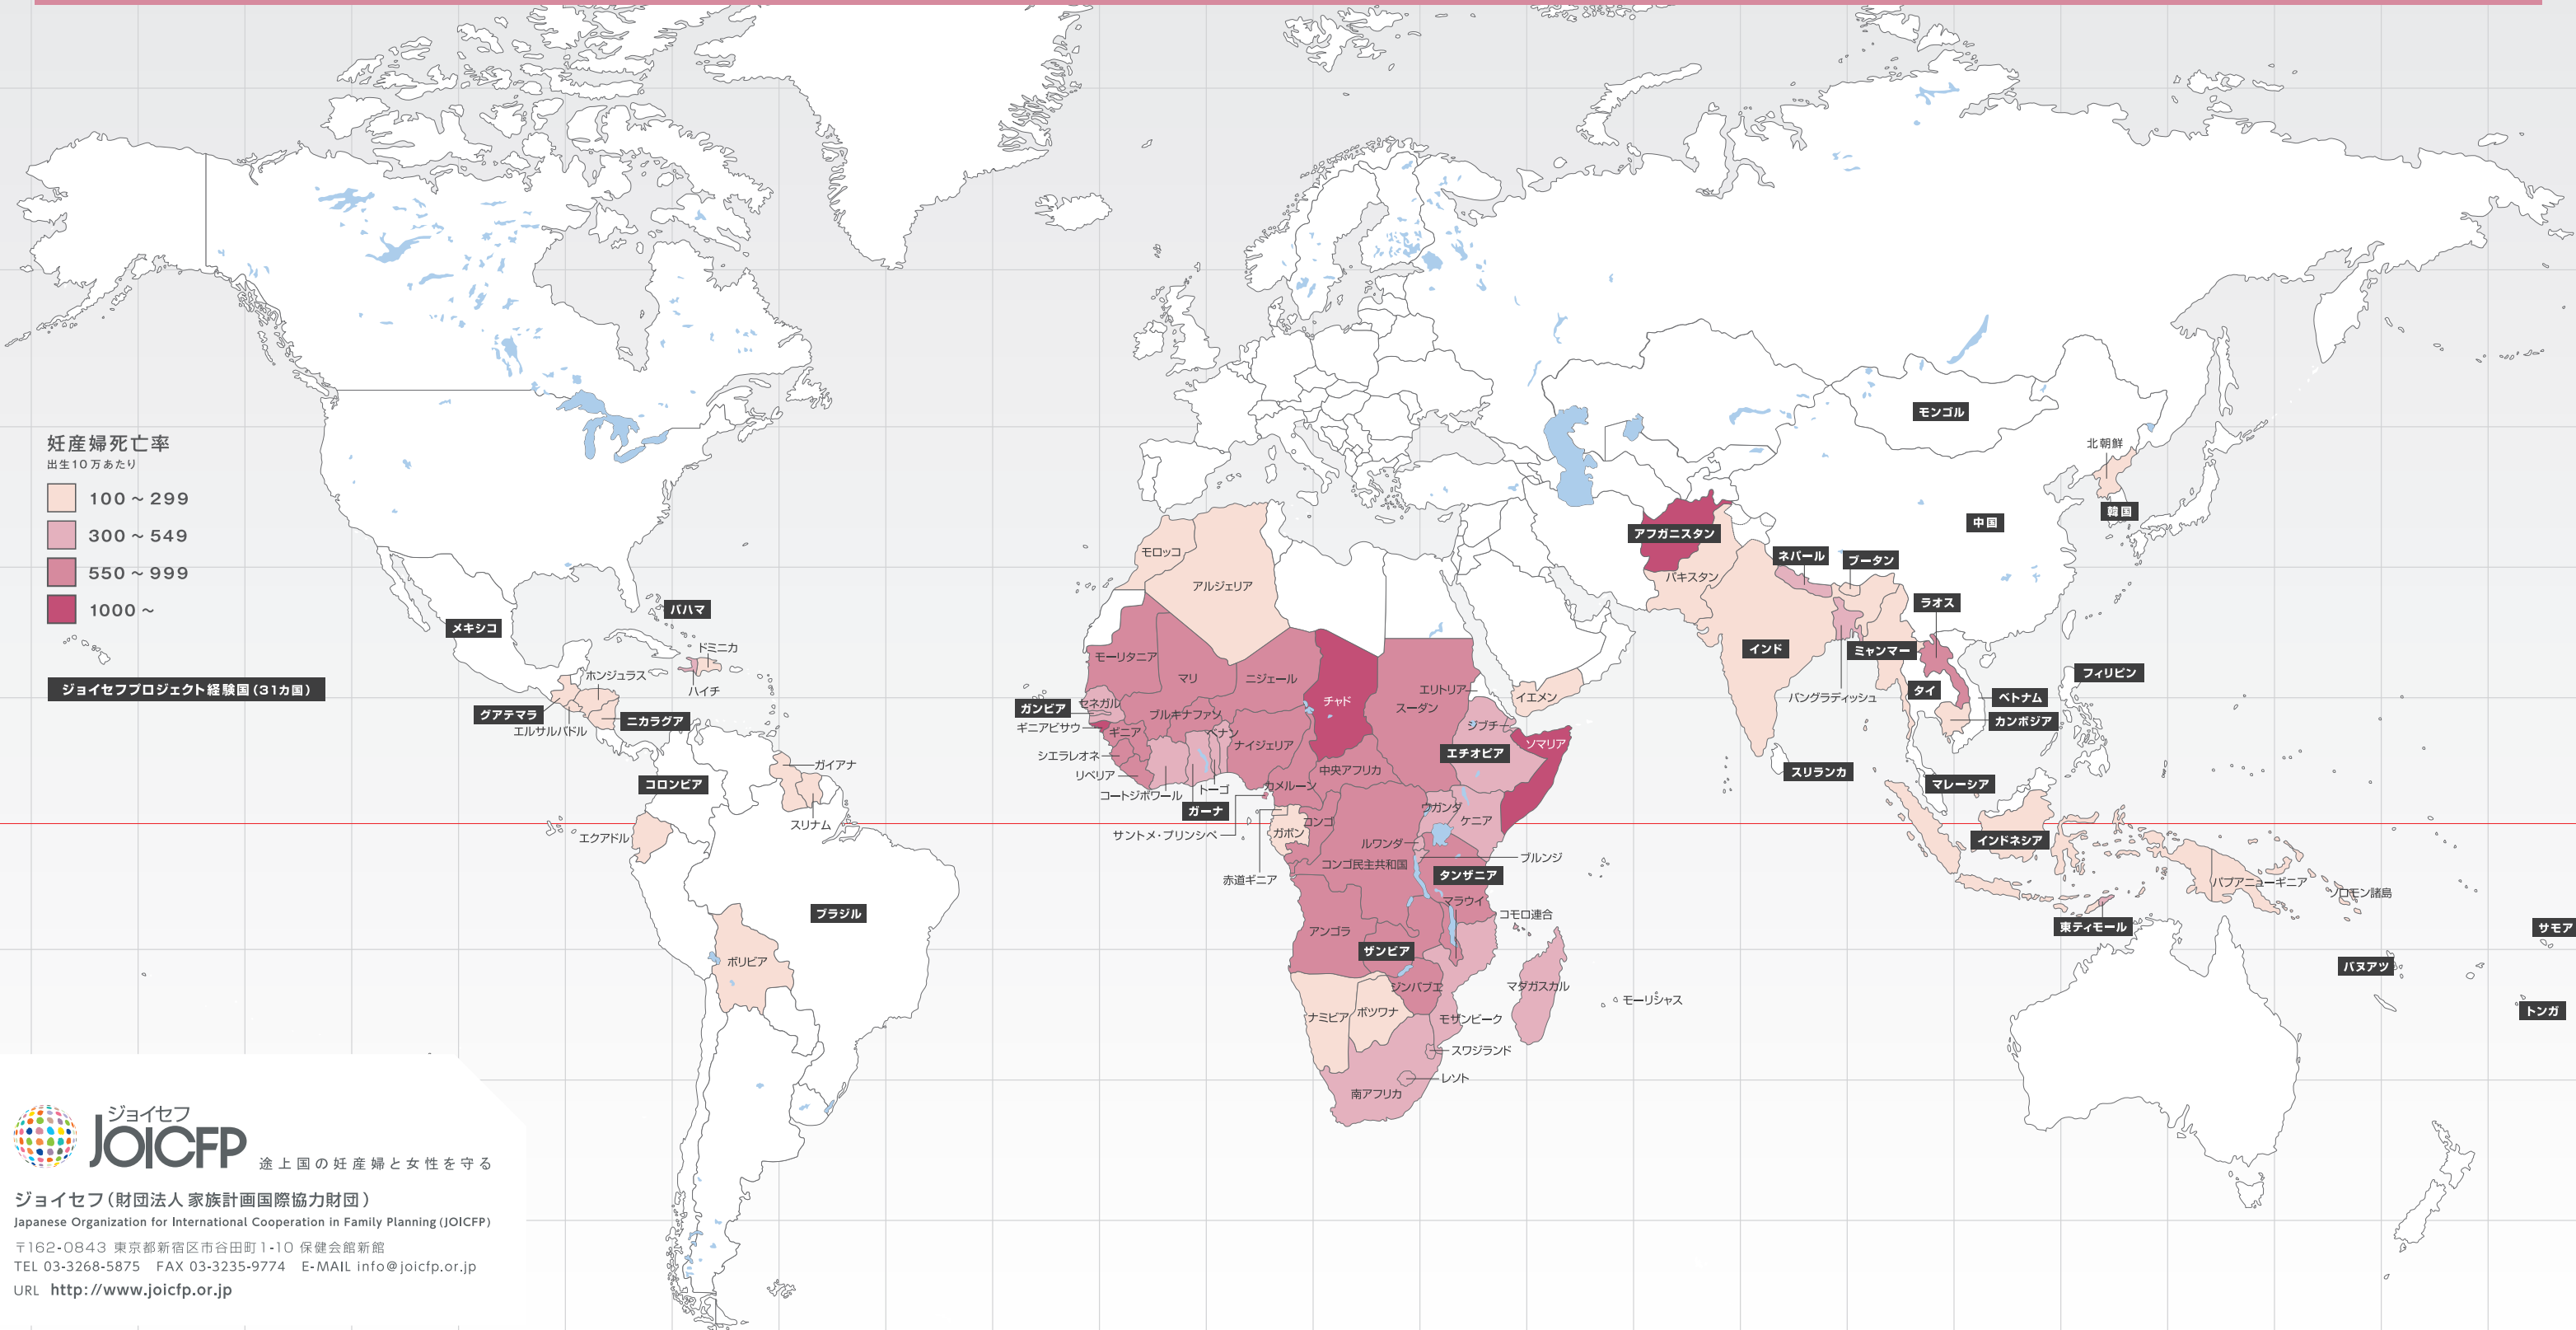 妊産婦死亡率
出生10万あたり
100～299
300～549
550～999
1000～
ジョイセフプロジェクト経験国(31カ国)
メキシコ
バハマ
ドミニカ
ハイチ
ホンジュラス
グアテマラ
エルサルバドル
ニカラグア
コロンビア
ガイアナ
スリナム
エクアドル
ブラジル
ボリビア
モロッコ
アルジェリア
モーリタニア
マリ
ニジェール
チャド
スーダン
エリトリア
イエメン
ガンビア
セネガル
ギニアビサウ
ギニア
ブルキナファソ
ベナン
ナイジェリア
ジブチ
ソマリア
エチオピア
シエラレオネ
リベリア
コートジボワール
トーゴ
ガーナ
カメルーン
中央アフリカ
サントメ・プリンシペ
ガボン
コンゴ
ウガンダ
ケニア
ルワンダ
ブルンジ
コンゴ民主共和国
赤道ギニア
タンザニア
マラウイ
コモロ連合
アンゴラ
ザンビア
ジンバブエ
マダガスカル
モーリシャス
ナミビア
ボツワナ
モザンビーク
スワジランド
レソト
南アフリカ
モンゴル
北朝鮮
韓国
中国
アフガニスタン
パキスタン
ネパール
ブータン
インド
ラオス
ミャンマー
バングラディッシュ
タイ
ベトナム
カンボジア
フィリピン
スリランカ
マレーシア
インドネシア
パプアニューギニア
ソロモン諸島
東ティモール
サモア
バヌアツ
トンガ
ジョイセフ
JOICFP
途上国の妊産婦と女性を守る
ジョイセフ(財団法人 家族計画国際協力財団)
Japanese Organization for International Cooperation in Family Planning (JOICFP)
〒162-0843 東京都新宿区市谷田町1-10 保健会館新館
TEL 03-3268-5875 FAX 03-3235-9774 E-MAIL info@joicfp.or.jp
URL http://www.joicfp.or.jp